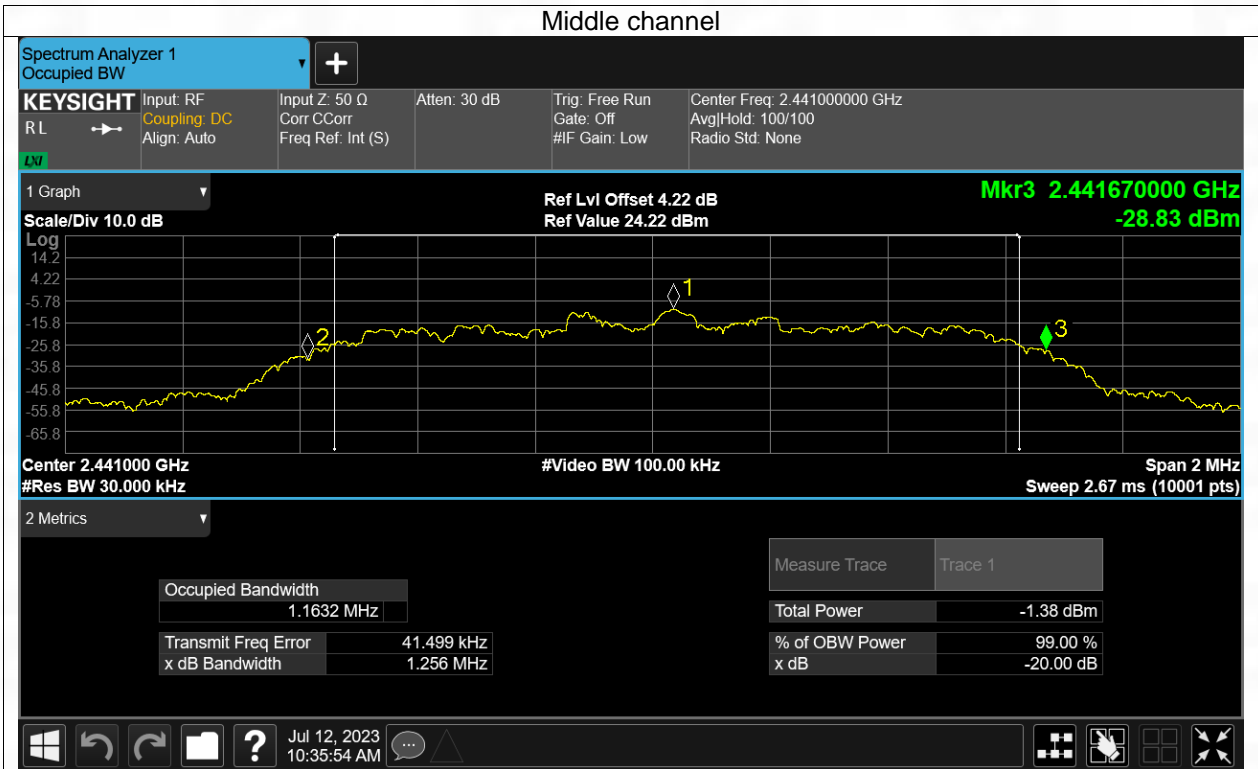 Middle channel
Spectrum Analyzer 1
Occupied BW
KEYSIGHT
R L
LXI
Input: RF
Coupling: DC
Align: Auto
Input Z: 50 Ω
Corr CCorr
Freq Ref: Int (S)
Atten: 30 dB
Trig: Free Run
Gate: Off
#IF Gain: Low
Center Freq: 2.441000000 GHz
Avg|Hold: 100/100
Radio Std: None
1 Graph
Scale/Div 10.0 dB
Ref Lvl Offset 4.22 dB
Ref Value 24.22 dBm
Mkr3 2.441670000 GHz
-28.83 dBm
Log
14.2
4.22
-5.78
-15.8
-25.8
-35.8
-45.8
-55.8
-65.8
1
2
3
Center 2.441000 GHz
#Res BW 30.000 kHz
#Video BW 100.00 kHz
Span 2 MHz
Sweep 2.67 ms (10001 pts)
2 Metrics
Measure Trace Trace 1
Occupied Bandwidth
1.1632 MHz
Total Power -1.38 dBm
Transmit Freq Error 41.499 kHz
% of OBW Power 99.00 %
x dB Bandwidth 1.256 MHz
x dB -20.00 dB
?
Jul 12, 2023
10:35:54 AM